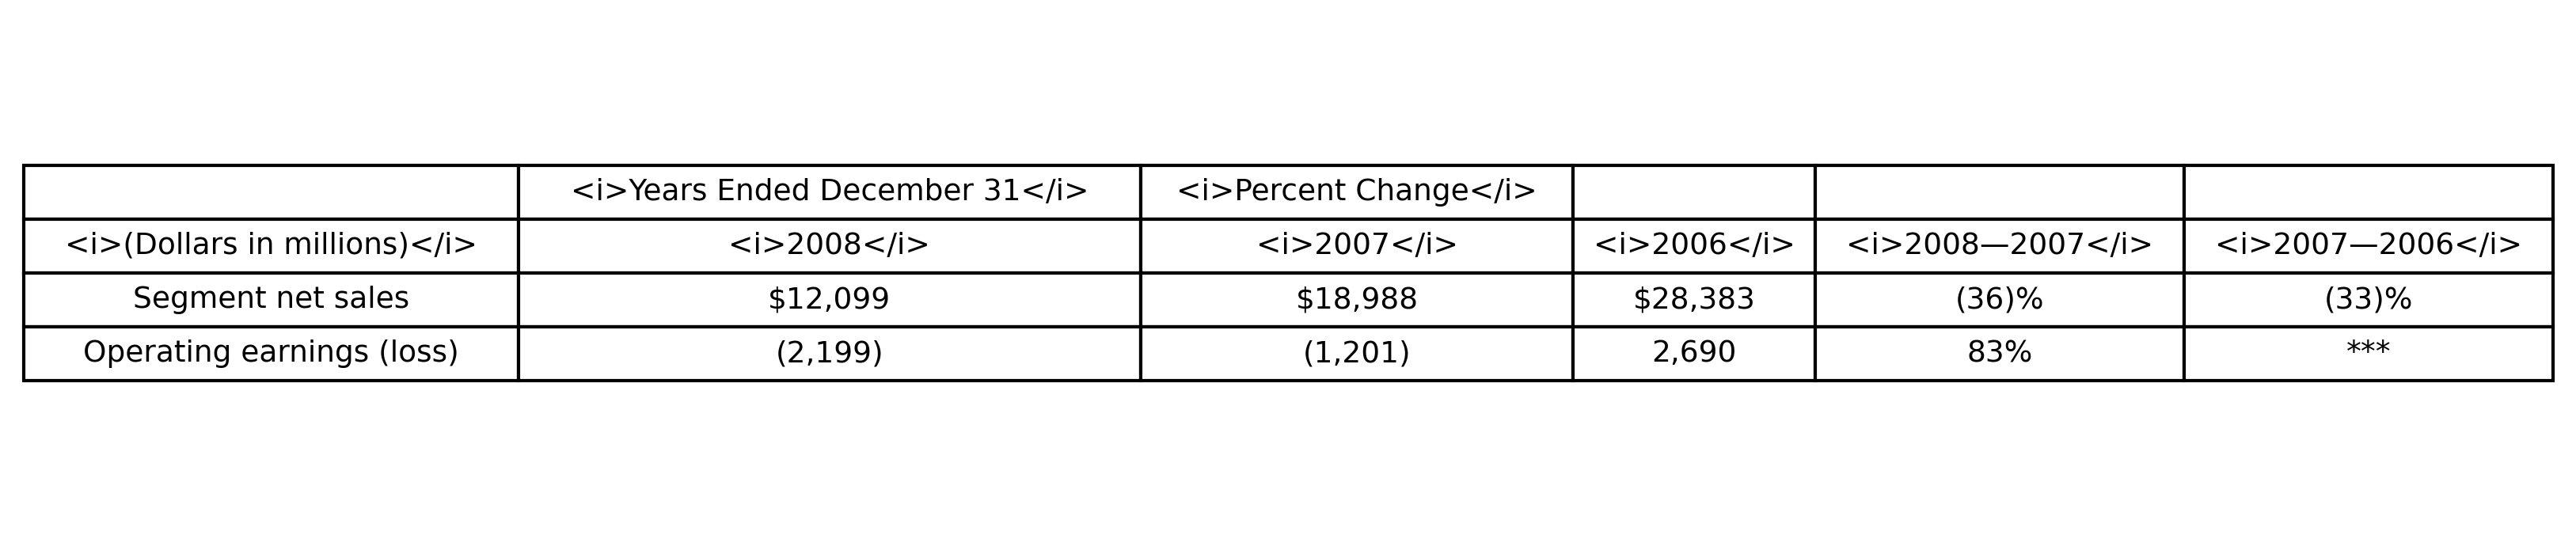 <i>Years Ended December 31</i> <i>Percent Change</i>
<i>(Dollars in millions)</i> <i>2008</i> <i>2007</i> <i>2006</i> <i>2008—2007</i> <i>2007—2006</i>
Segment net sales $12,099 $18,988 $28,383 (36)% (33)%
Operating earnings (loss) (2,199) (1,201) 2,690 83% ***